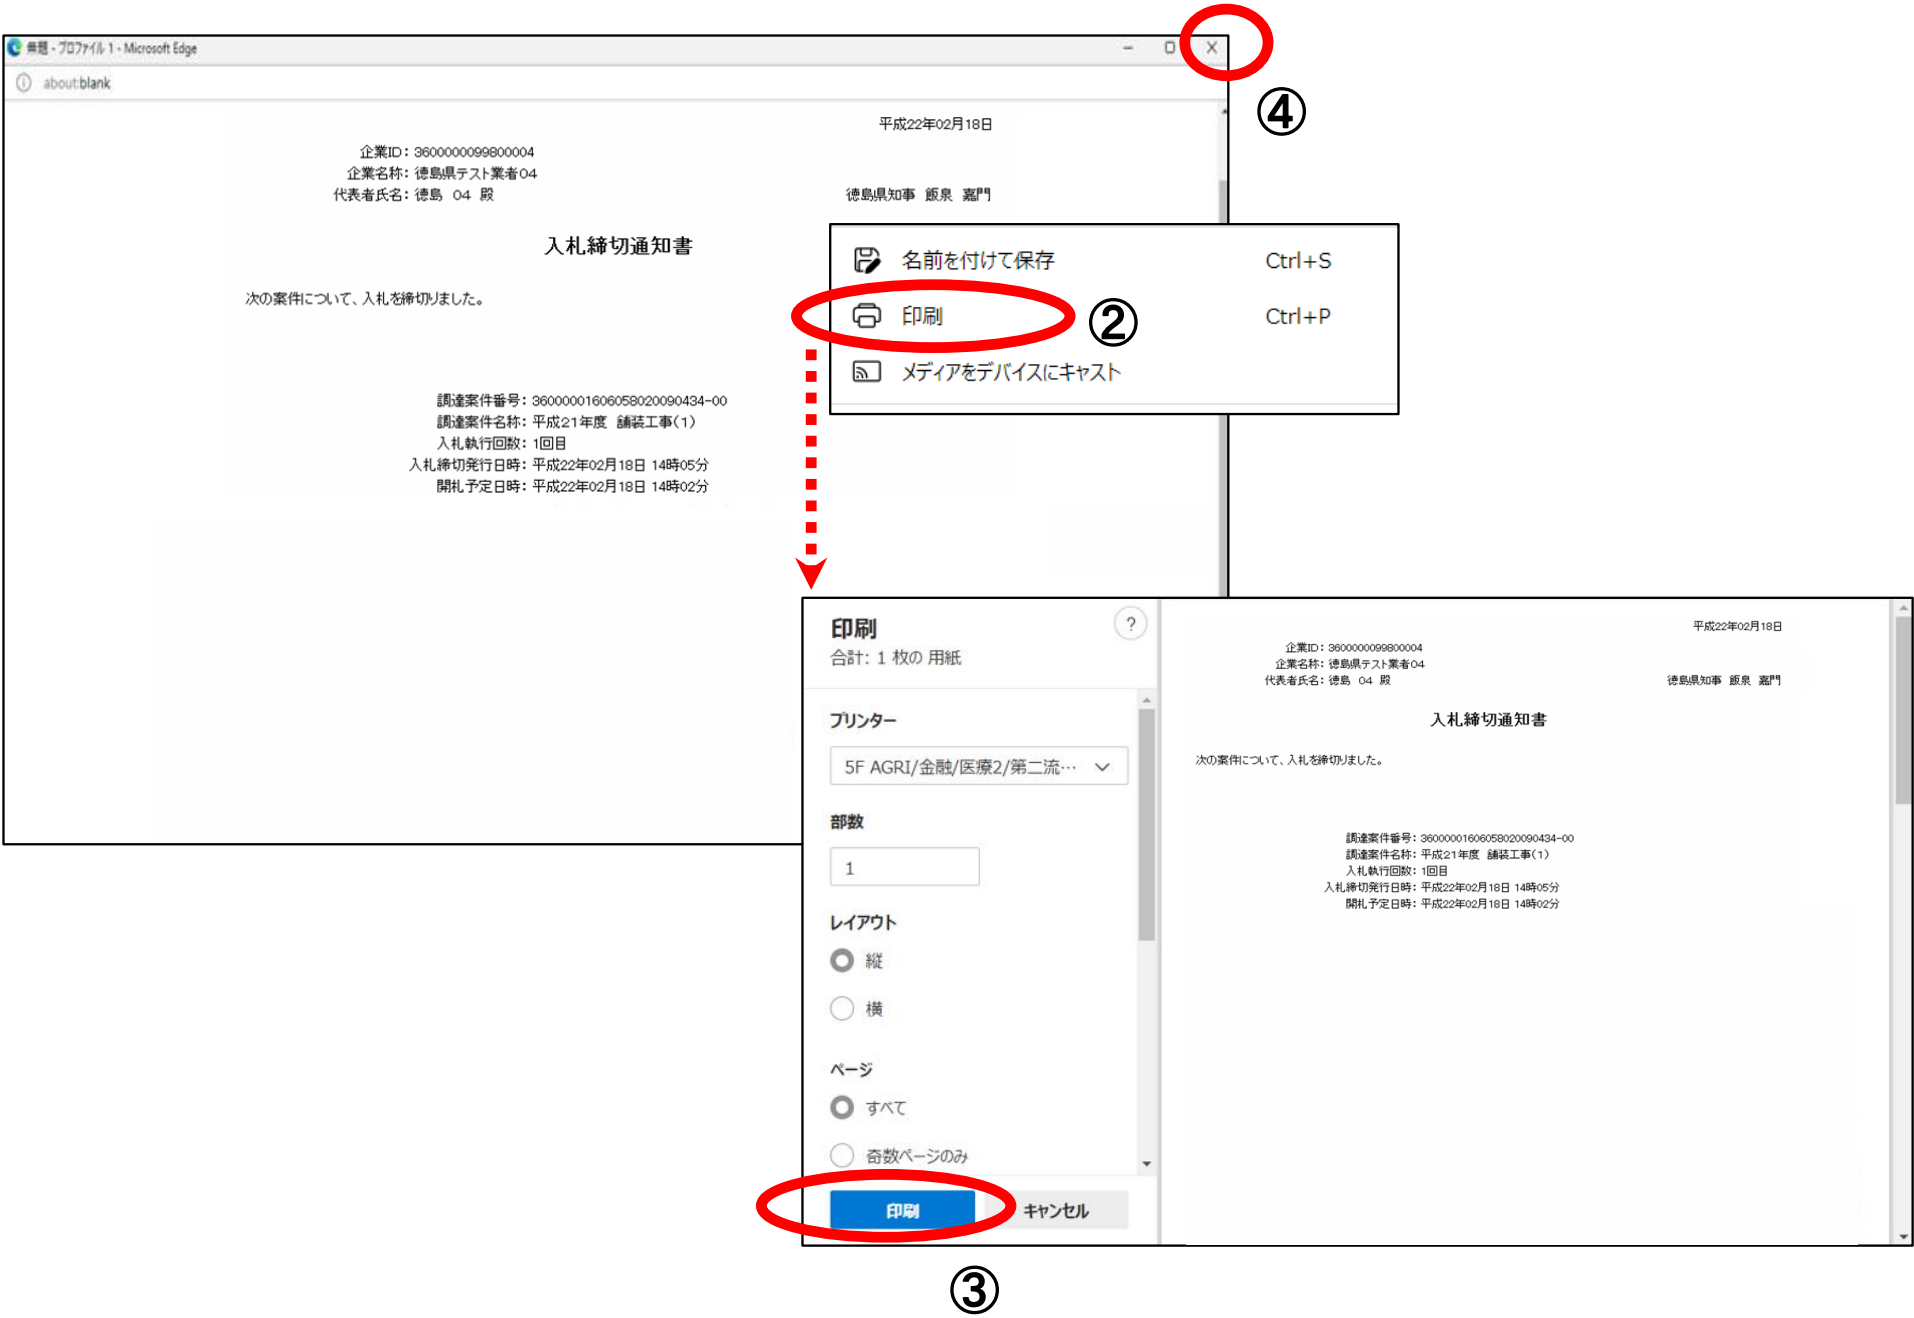 無題 - プロファイル 1 - Microsoft Edge
about:blank
④
平成22年02月18日
企業ID：3600000099800004
企業名称：徳島県テスト業者04
代表者氏名：徳島 04 殿
徳島県知事 飯泉 嘉門
入札締切通知書
次の案件について、入札を締切りました。
調達案件番号：36000001606058020090434-00
調達案件名称：平成21年度 舗装工事(1)
入札執行回数：1回目
入札締切発行日時：平成22年02月18日 14時05分
開札予定日時：平成22年02月18日 14時02分
名前を付けて保存 Ctrl+S
印刷 ② Ctrl+P
メディアをデバイスにキャスト
印刷 ?
合計: 1 枚の 用紙
プリンター
5F AGRI/金融/医療2/第二流…
部数
1
レイアウト
縦
横
ページ
すべて
奇数ページのみ
印刷 キャンセル
③
平成22年02月18日
企業ID：3600000099800004
企業名称：徳島県テスト業者04
代表者氏名：徳島 04 殿
徳島県知事 飯泉 嘉門
入札締切通知書
次の案件について、入札を締切りました。
調達案件番号：36000001606058020090434-00
調達案件名称：平成21年度 舗装工事(1)
入札執行回数：1回目
入札締切発行日時：平成22年02月18日 14時05分
開札予定日時：平成22年02月18日 14時02分